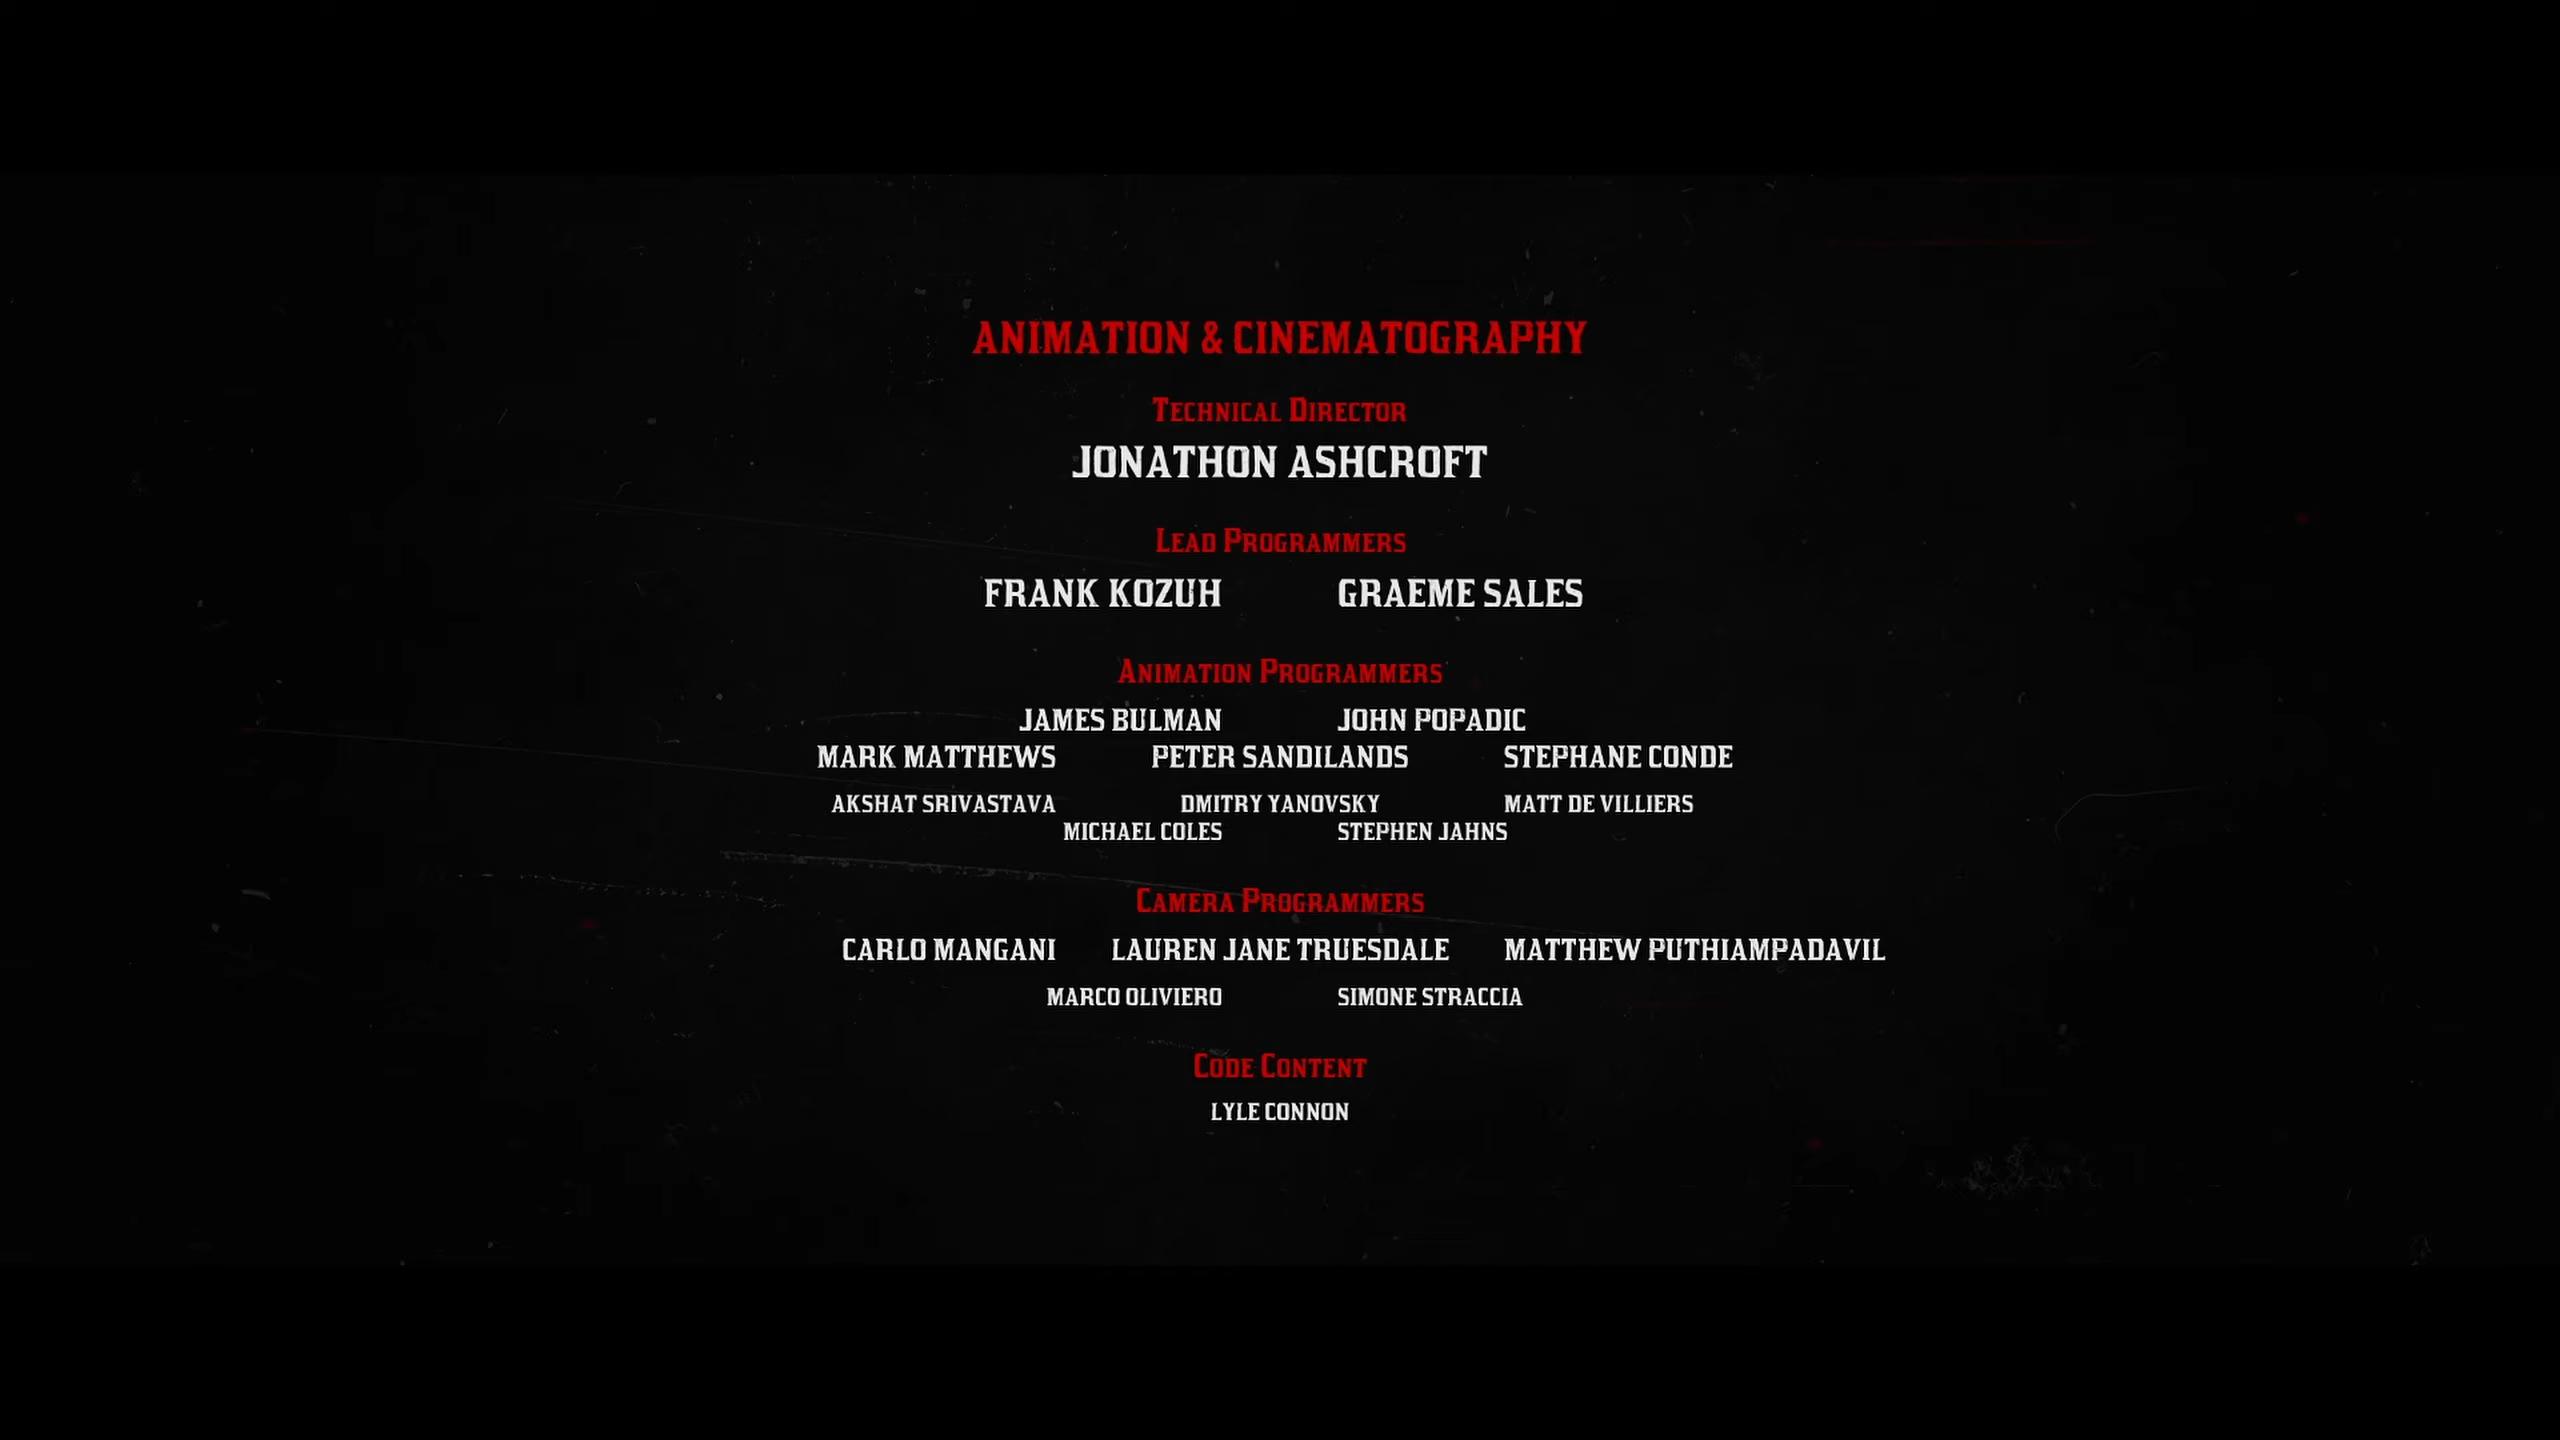 ANIMATION & CINEMATOGRAPHY
TECHNICAL DIRECTOR
JONATHON ASHCROFT
LEAD PROGRAMMERS
FRANK KOZUH GRAEME SALES
ANIMATION PROGRAMMERS
JAMES BULMAN JOHN POPADIC
MARK MATTHEWS PETER SANDILANDS STEPHANE CONDE
AKSHAT SRIVASTAVA DMITRY YANOVSKY MATT DE VILLIERS
MICHAEL COLES STEPHEN JAHNS
CAMERA PROGRAMMERS
CARLO MANGANI LAUREN JANE TRUESDALE MATTHEW PUTHIAMPADAVIL
MARCO OLIVIERO SIMONE STRACCIA
CODE CONTENT
LYLE CONNON